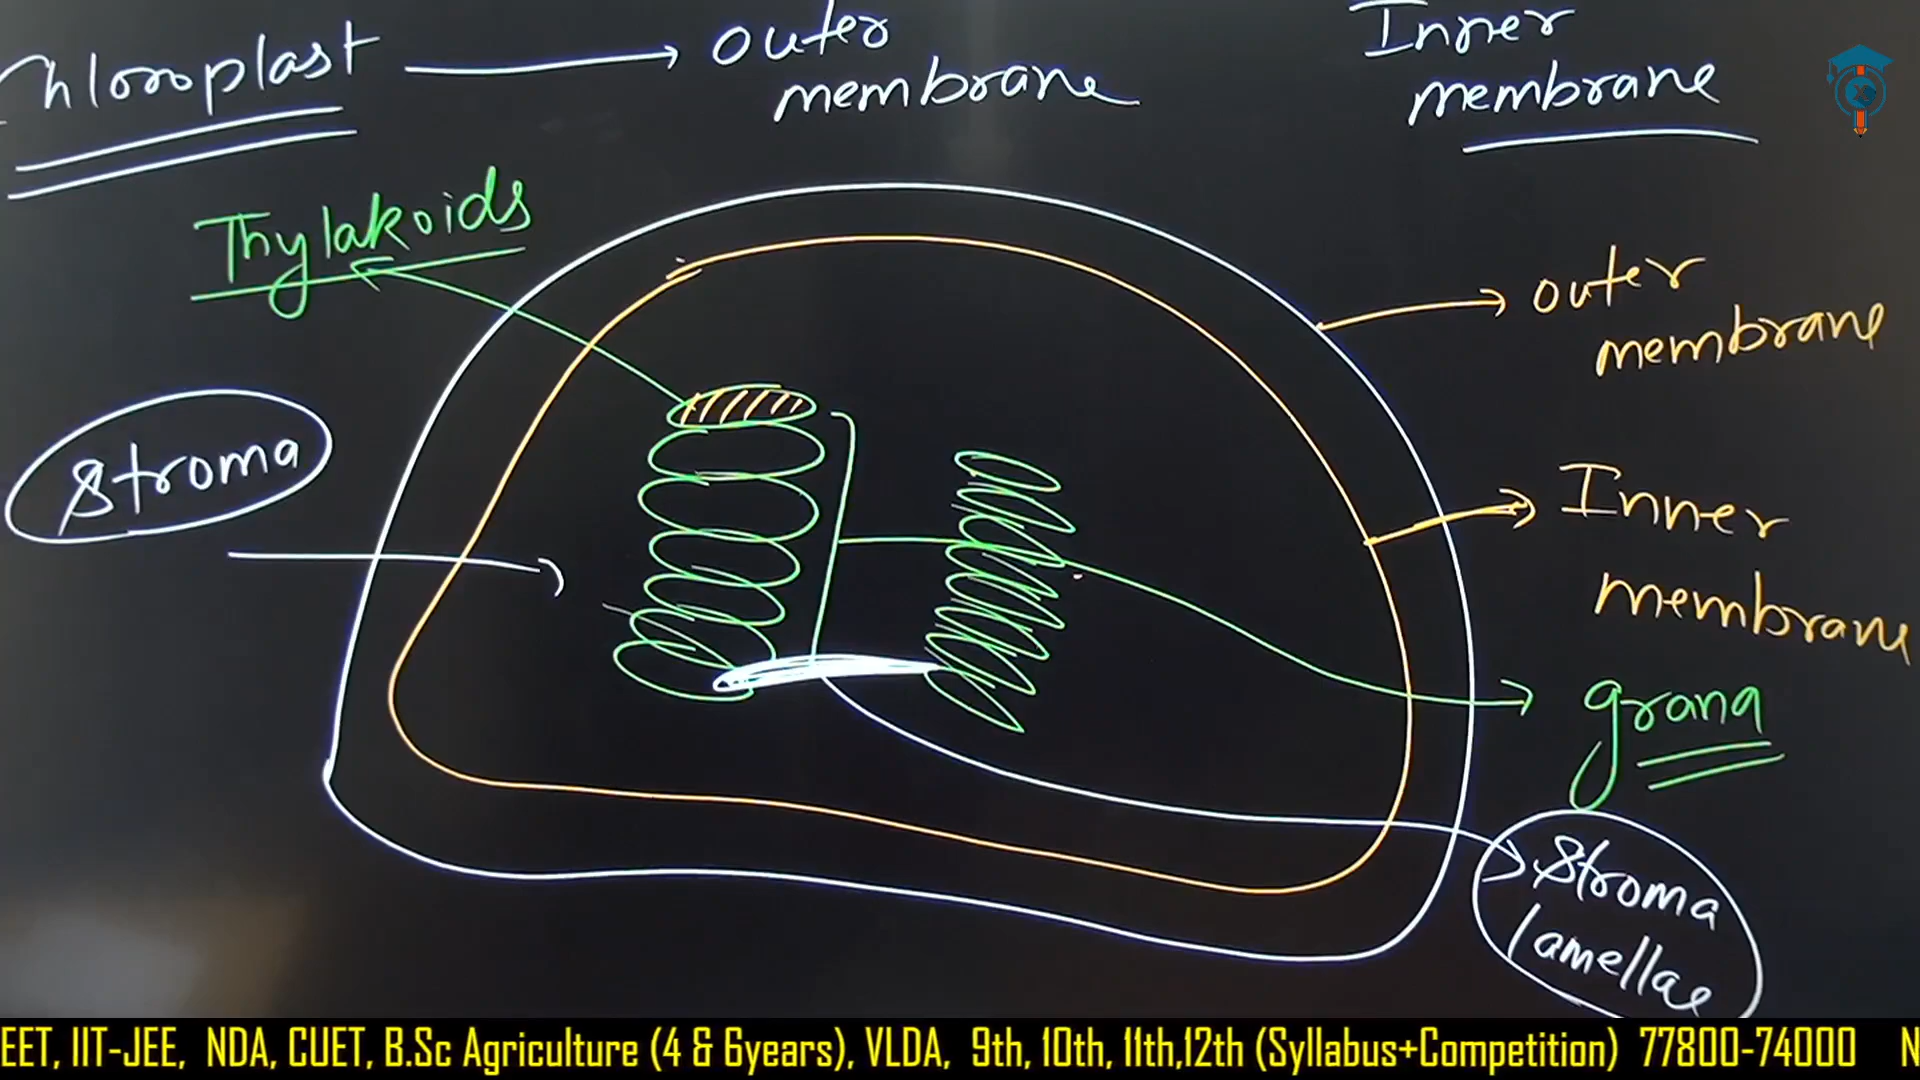 Chloroplast
outer
membrane
Inner
membrane
Thylakoids
outer
membrane
Stroma
Inner
membrane
grana
Stroma
lamellae
EET, IIT-JEE, NDA, CUET, B.Sc Agriculture (4 & 6years), VLDA, 9th, 10th, 11th,12th (Syllabus+Competition) 77800-74000 N